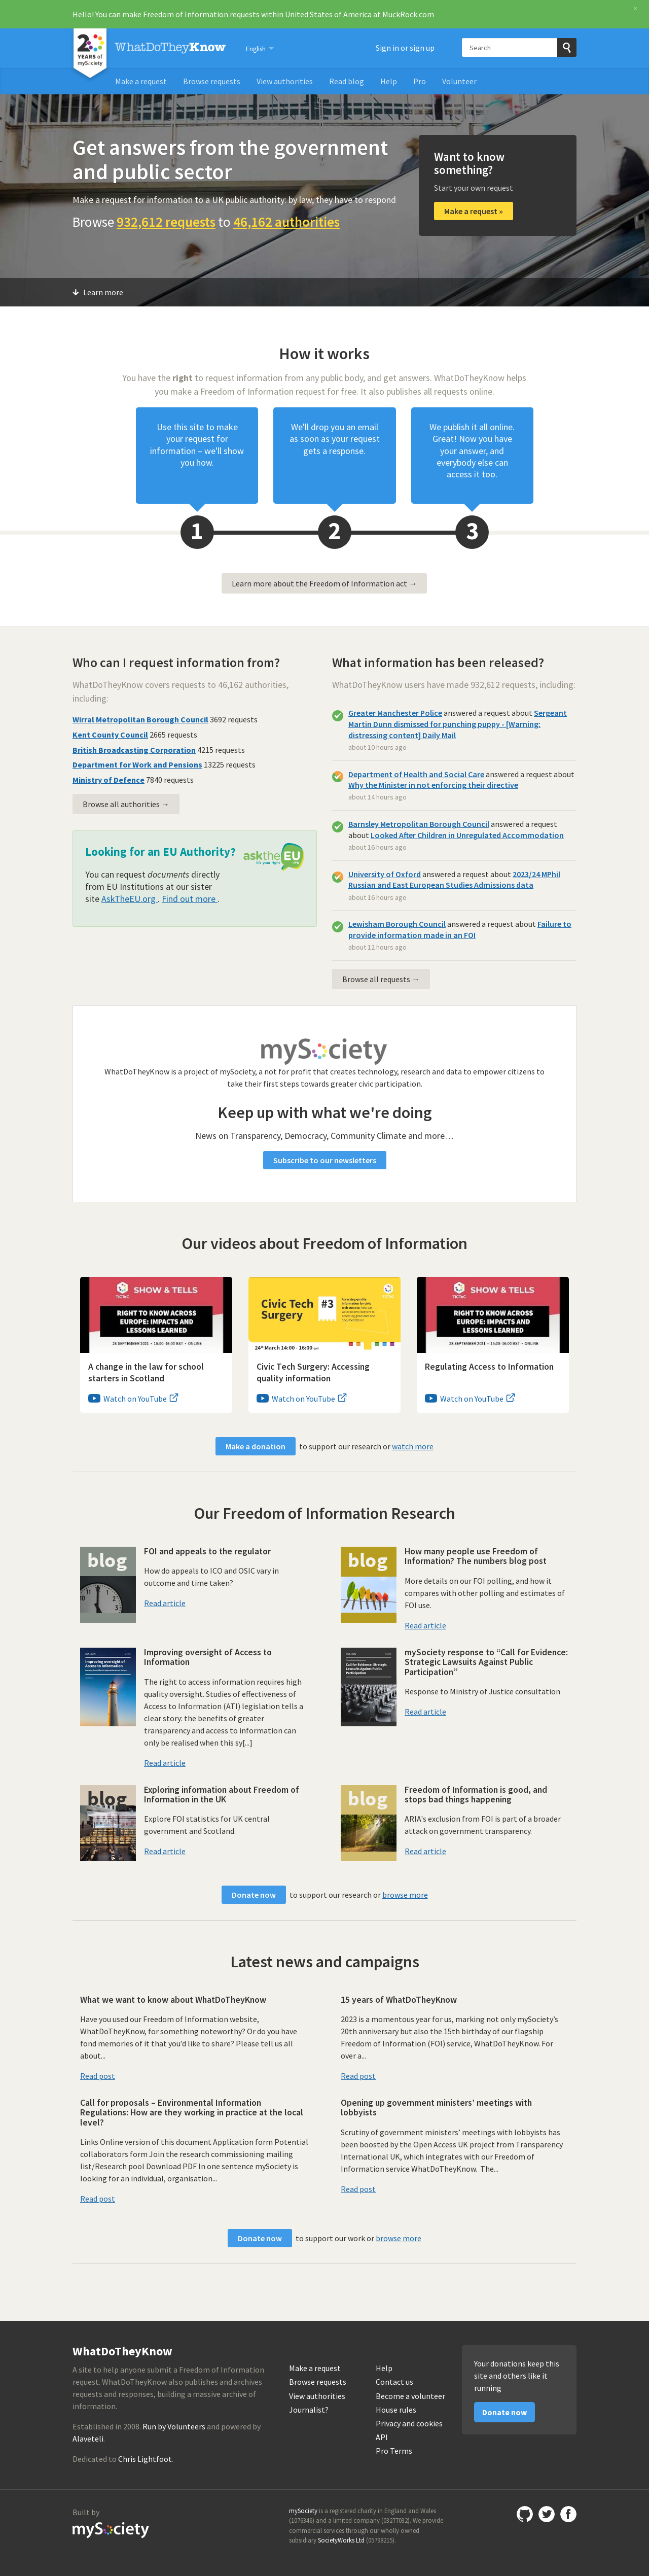 Hello! You can make Freedom of Information requests within United States of America at MuckRock.com
×
20
YEARS of
mySociety
WhatDoTheyKnow
English
Sign in or sign up
Search
Make a request
Browse requests
View authorities
Read blog
Help
Pro
Volunteer
Get answers from the government
and public sector
Make a request for information to a UK public authority: by law, they have to respond
Browse 932,612 requests to 46,162 authorities
Want to know
something?
Start your own request
Make a request »
Learn more
How it works
You have the right to request information from any public body, and get answers. WhatDoTheyKnow helps
you make a Freedom of Information request for free. It also publishes all requests online.
Use this site to make
your request for
information – we'll show
you how.
We'll drop you an email
as soon as your request
gets a response.
We publish it all online.
Great! Now you have
your answer, and
everybody else can
access it too.
1
2
3
Learn more about the Freedom of Information act →
Who can I request information from?
WhatDoTheyKnow covers requests to 46,162 authorities,
including:
Wirral Metropolitan Borough Council 3692 requests
Kent County Council 2665 requests
British Broadcasting Corporation 4215 requests
Department for Work and Pensions 13225 requests
Ministry of Defence 7840 requests
Browse all authorities →
Looking for an EU Authority?
You can request documents directly
from EU Institutions at our sister
site AskTheEU.org . Find out more .
asktheEU
it's your right
What information has been released?
WhatDoTheyKnow users have made 932,612 requests, including:
Greater Manchester Police answered a request about Sergeant
Martin Dunn dismissed for punching puppy - [Warning:
distressing content] Daily Mail
about 10 hours ago
Department of Health and Social Care answered a request about
Why the Minister in not enforcing their directive
about 14 hours ago
Barnsley Metropolitan Borough Council answered a request
about Looked After Children in Unregulated Accommodation
about 16 hours ago
University of Oxford answered a request about 2023/24 MPhil
Russian and East European Studies Admissions data
about 16 hours ago
Lewisham Borough Council answered a request about Failure to
provide information made in an FOI
about 12 hours ago
Browse all requests →
mySociety
WhatDoTheyKnow is a project of mySociety, a not for profit that creates technology, research and data to empower citizens to
take their first steps towards greater civic participation.
Keep up with what we're doing
News on Transparency, Democracy, Community Climate and more…
Subscribe to our newsletters
Our videos about Freedom of Information
TICTeC
SHOW & TELLS
RIGHT TO KNOW ACROSS
EUROPE: IMPACTS AND
LESSONS LEARNED
A change in the law for school
starters in Scotland
Watch on YouTube
Civic Tech
Surgery
#3
24th March 14:00 - 16:00
Civic Tech Surgery: Accessing
quality information
Watch on YouTube
TICTeC
SHOW & TELLS
RIGHT TO KNOW ACROSS
EUROPE: IMPACTS AND
LESSONS LEARNED
Regulating Access to Information
Watch on YouTube
Make a donation to support our research or watch more
Our Freedom of Information Research
blog
FOI and appeals to the regulator
How do appeals to ICO and OSIC vary in
outcome and time taken?
Read article
blog
How many people use Freedom of
Information? The numbers blog post
More details on our FOI polling, and how it
compares with other polling and estimates of
FOI use.
Read article
Improving oversight of
Access to Information
Improving oversight of Access to
Information
The right to access information requires high
quality oversight. Studies of effectiveness of
Access to Information (ATI) legislation tells a
clear story: the benefits of greater
transparency and access to information can
only be realised when this sy[...]
Read article
Call for Evidence: Strategic
Lawsuits Against Public
Participation
mySociety response to “Call for Evidence:
Strategic Lawsuits Against Public
Participation”
Response to Ministry of Justice consultation
Read article
blog
Exploring information about Freedom of
Information in the UK
Explore FOI statistics for UK central
government and Scotland.
Read article
blog
Freedom of Information is good, and
stops bad things happening
ARIA's exclusion from FOI is part of a broader
attack on government transparency.
Read article
Donate now to support our research or browse more
Latest news and campaigns
What we want to know about WhatDoTheyKnow
Have you used our Freedom of Information website,
WhatDoTheyKnow, for something noteworthy? Or do you have
fond memories of it that you’d like to share? Please tell us all
about...
Read post
15 years of WhatDoTheyKnow
2023 is a momentous year for us, marking not only mySociety’s
20th anniversary but also the 15th birthday of our flagship
Freedom of Information (FOI) service, WhatDoTheyKnow. For
over a...
Read post
Call for proposals – Environmental Information
Regulations: How are they working in practice at the local
level?
Links Online version of this document Application form Potential
collaborators form Join the research commissioning mailing
list/Research pool Download PDF In one sentence mySociety is
looking for an individual, organisation...
Read post
Opening up government ministers’ meetings with
lobbyists
Scrutiny of government ministers’ meetings with lobbyists has
been boosted by the Open Access UK project from Transparency
International UK, which integrates with our Freedom of
Information service WhatDoTheyKnow. The...
Read post
Donate now to support our work or browse more
WhatDoTheyKnow
A site to help anyone submit a Freedom of Information
request. WhatDoTheyKnow also publishes and archives
requests and responses, building a massive archive of
information.
Established in 2008. Run by Volunteers and powered by
Alaveteli.
Dedicated to Chris Lightfoot.
Make a request
Browse requests
View authorities
Journalist?
Help
Contact us
Become a volunteer
House rules
Privacy and cookies
API
Pro Terms
Your donations keep this
site and others like it
running
Donate now
Built by
mySociety
mySociety is a registered charity in England and Wales
(1076346) and a limited company (03277032). We provide
commercial services through our wholly owned
subsidiary SocietyWorks Ltd (05798215).